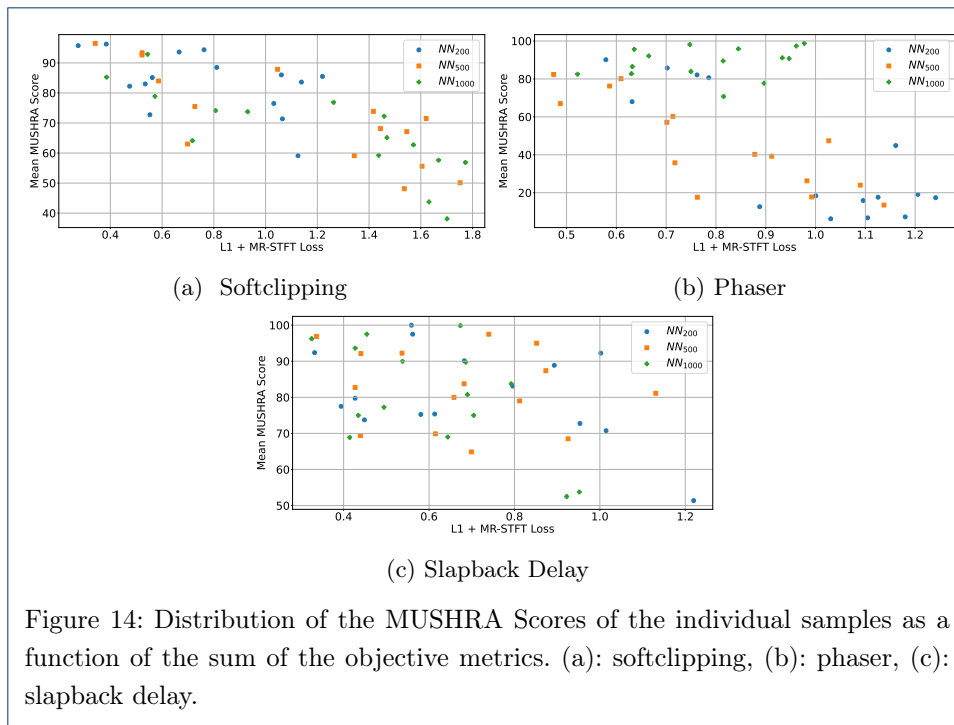 90
80
70
60
50
40
Mean MUSHRA Score
NN200
NN500
NN1000
0.4 0.6 0.8 1.0 1.2 1.4 1.6 1.8
L1 + MR-STFT Loss
(a) Softclipping
100
80
60
40
20
Mean MUSHRA Score
NN200
NN500
NN1000
0.5 0.6 0.7 0.8 0.9 1.0 1.1 1.2
L1 + MR-STFT Loss
(b) Phaser
100
90
80
70
60
50
Mean MUSHRA Score
NN200
NN500
NN1000
0.4 0.6 0.8 1.0 1.2
L1 + MR-STFT Loss
(c) Slapback Delay
Figure 14: Distribution of the MUSHRA Scores of the individual samples as a
function of the sum of the objective metrics. (a): softclipping, (b): phaser, (c):
slapback delay.